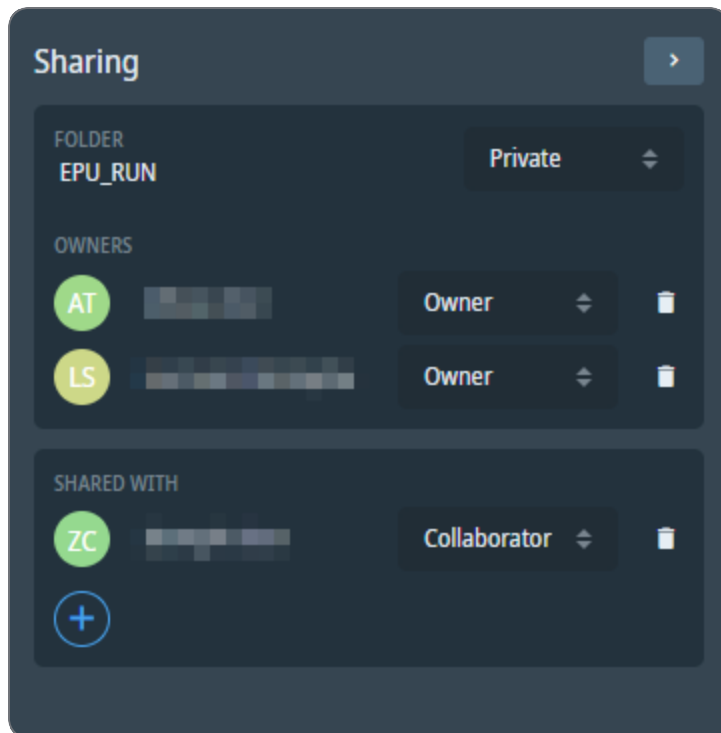 Sharing
FOLDER
EPU_RUN
Private
OWNERS
AT
Owner
LS
Owner
SHARED WITH
ZC
Collaborator